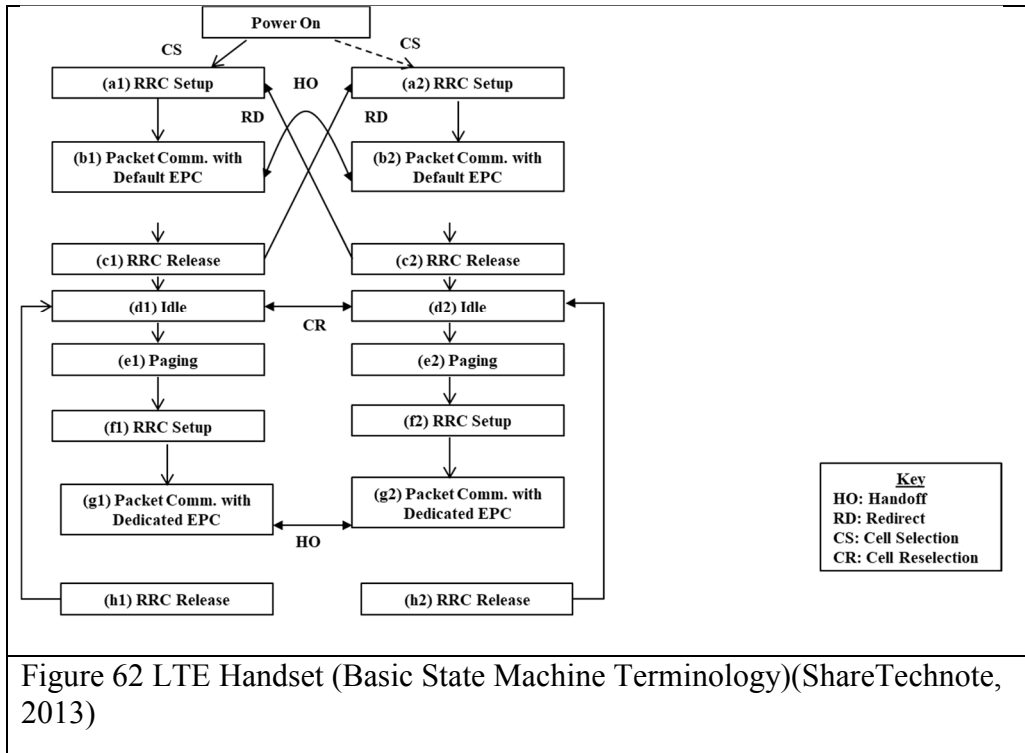 Power On
CS
CS
(a1) RRC Setup
HO
(a2) RRC Setup
RD
RD
(b1) Packet Comm. with
Default EPC
(b2) Packet Comm. with
Default EPC
(c1) RRC Release
(c2) RRC Release
(d1) Idle
(d2) Idle
CR
(e1) Paging
(e2) Paging
(f1) RRC Setup
(f2) RRC Setup
(g1) Packet Comm. with
Dedicated EPC
(g2) Packet Comm. with
Dedicated EPC
HO
(h1) RRC Release
(h2) RRC Release
Key
HO: Handoff
RD: Redirect
CS: Cell Selection
CR: Cell Reselection
Figure 62 LTE Handset (Basic State Machine Terminology)(ShareTechnote,
2013)